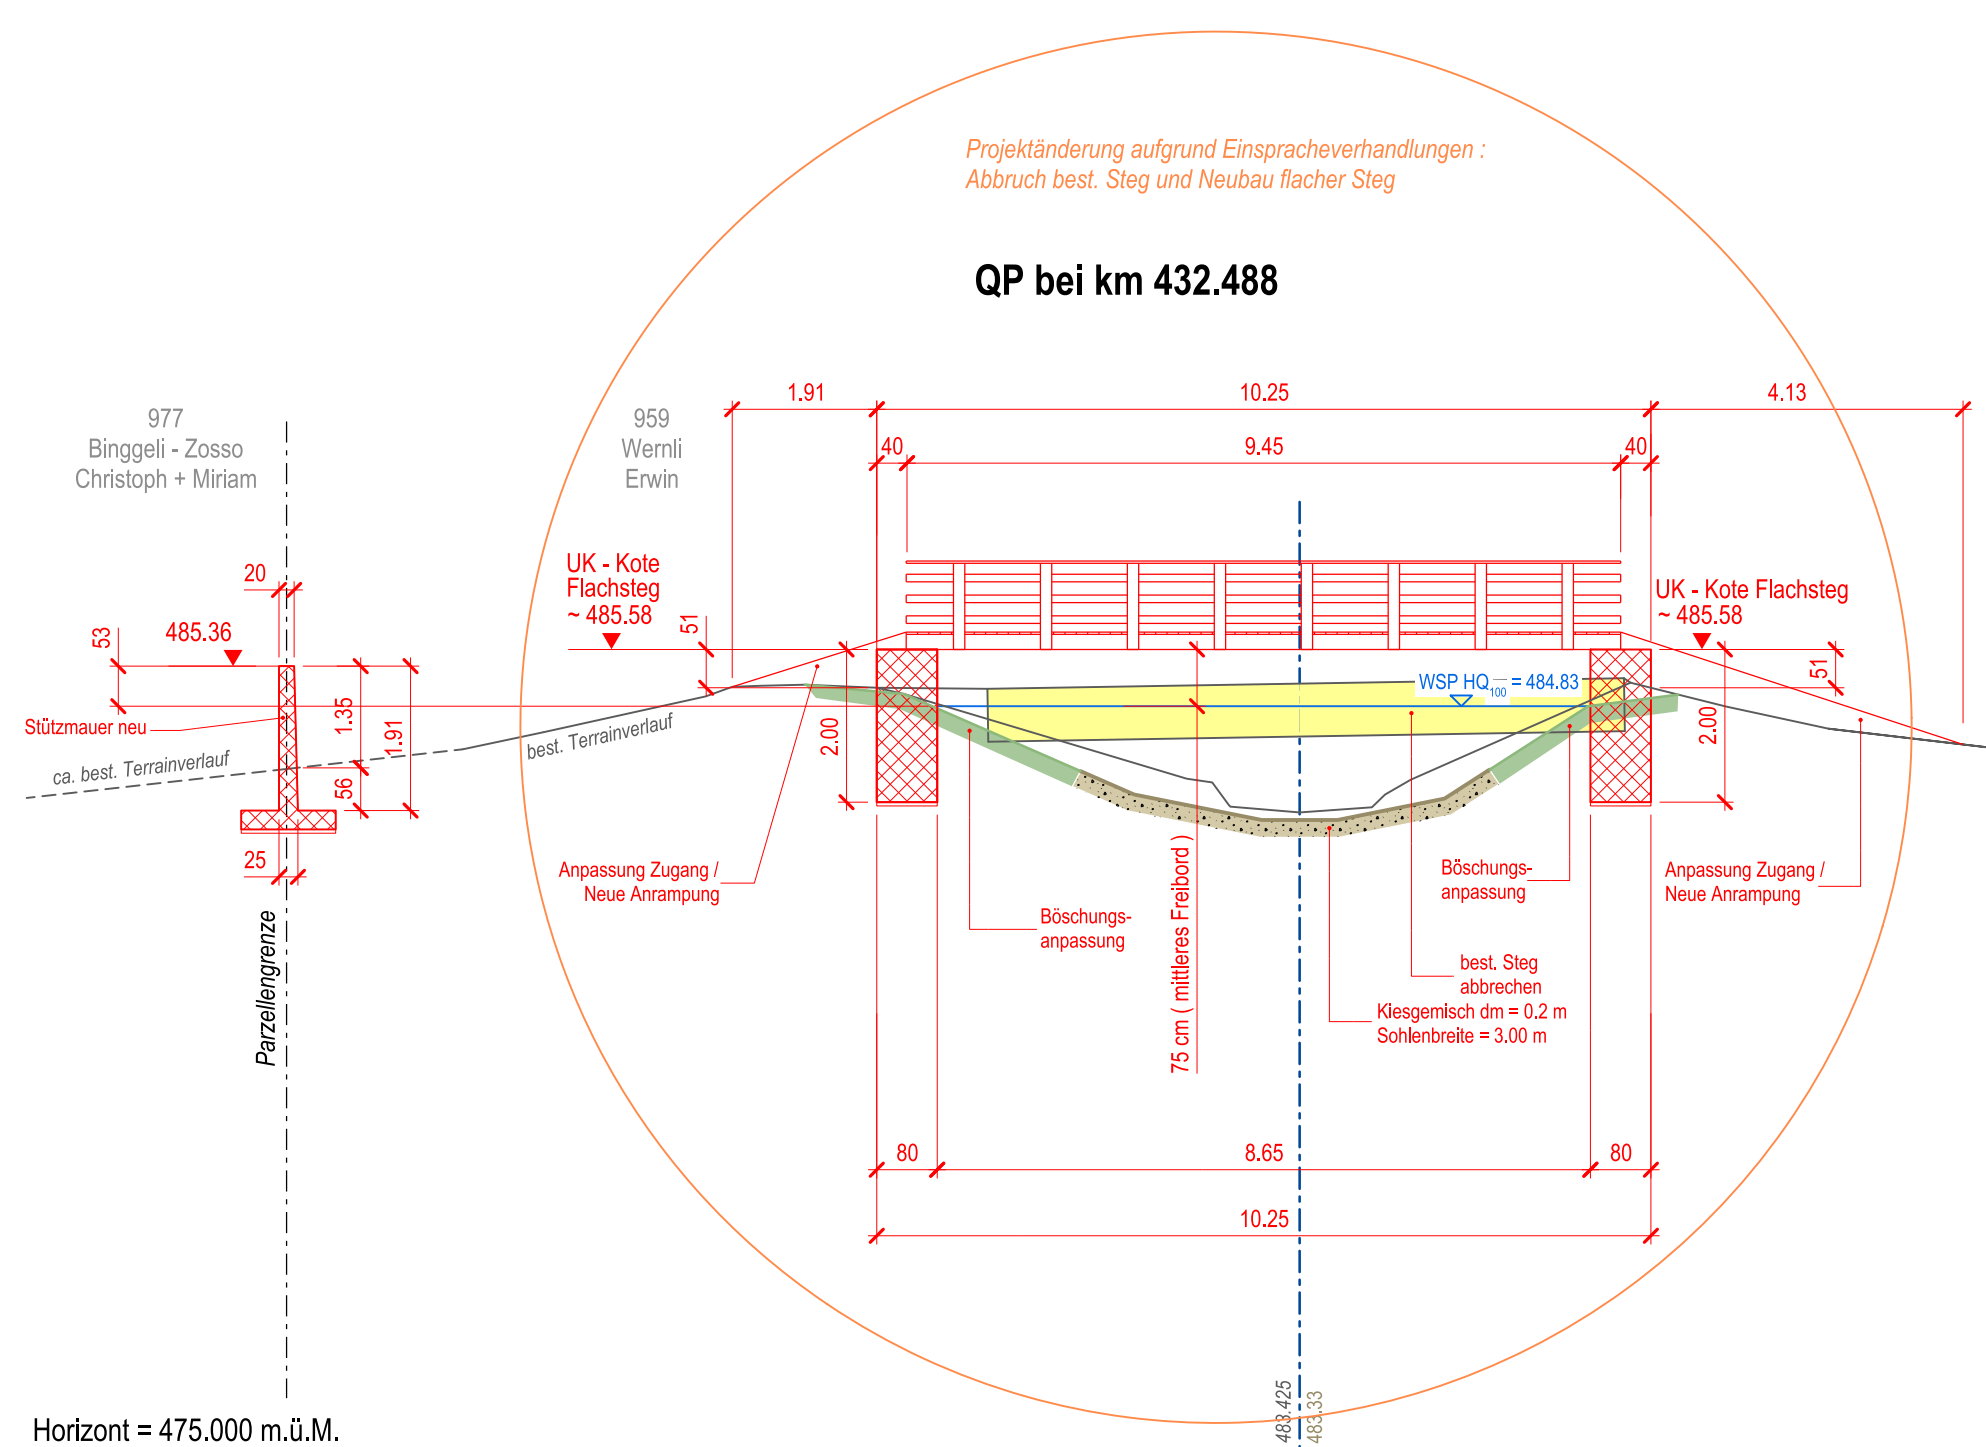 Projektänderung aufgrund Einspracheverhandlungen :
Abbruch best. Steg und Neubau flacher Steg
QP bei km 432.488
1.91
10.25
4.13
40
9.45
40
977
Binggeli - Zosso
Christoph + Miriam
959
Wernli
Erwin
UK - Kote
Flachsteg
~ 485.58
51
UK - Kote Flachsteg
~ 485.58
51
20
53
485.36
1.35
1.91
56
25
Stützmauer neu
ca. best. Terrainverlauf
best. Terrainverlauf
2.00
WSP HQ100 = 484.83
2.00
Anpassung Zugang /
Neue Anrampung
Böschungs-
anpassung
75 cm ( mittleres Freibord )
Böschungs-
anpassung
Anpassung Zugang /
Neue Anrampung
best. Steg
abbrechen
Kiesgemisch dm = 0.2 m
Sohlenbreite = 3.00 m
Parzellengrenze
80
8.65
80
10.25
483.425
483.33
Horizont = 475.000 m.ü.M.